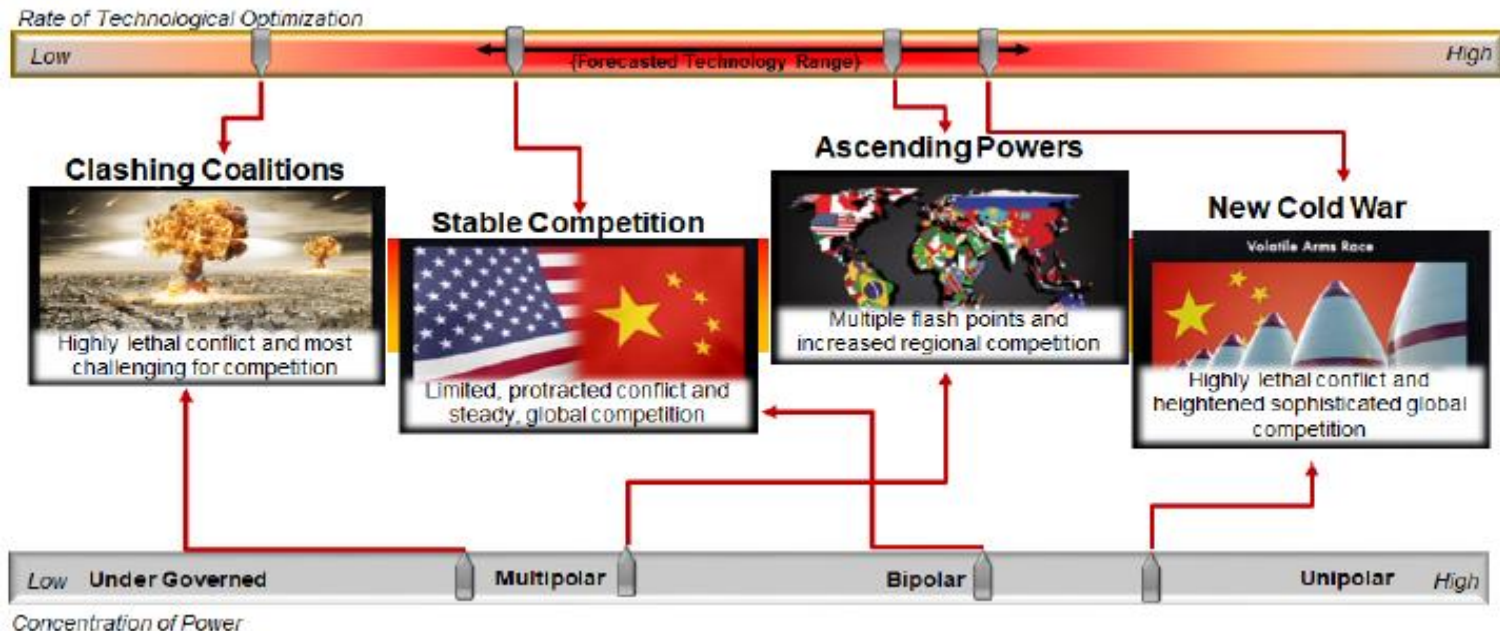 Rate of Technological Optimization
Low
{Forecasted Technology Range}
High
Clashing Coalitions
Highly lethal conflict and most
challenging for competition
Stable Competition
Limited, protracted conflict and
steady, global competition
Ascending Powers
Multiple flash points and
increased regional competition
New Cold War
Volatile Arms Race
Highly lethal conflict and
heightened sophisticated global
competition
Low
Under Governed
Multipolar
Bipolar
Unipolar
High
Concentration of Power